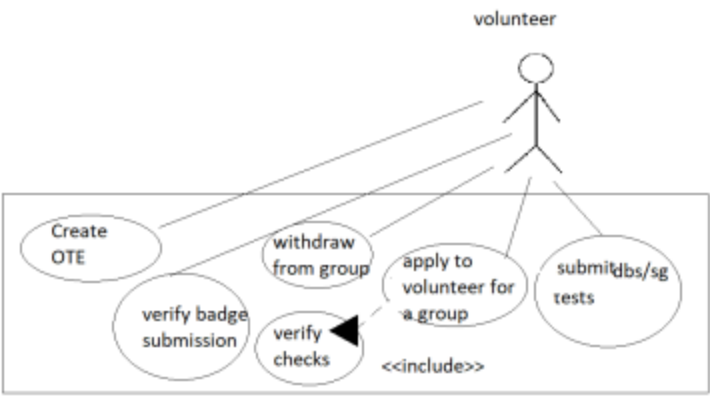 volunteer
Create
OTE
withdraw
from group
apply to
volunteer for
a group
submit dbs/sg
tests
verify badge
submission
verify
checks
<<include>>